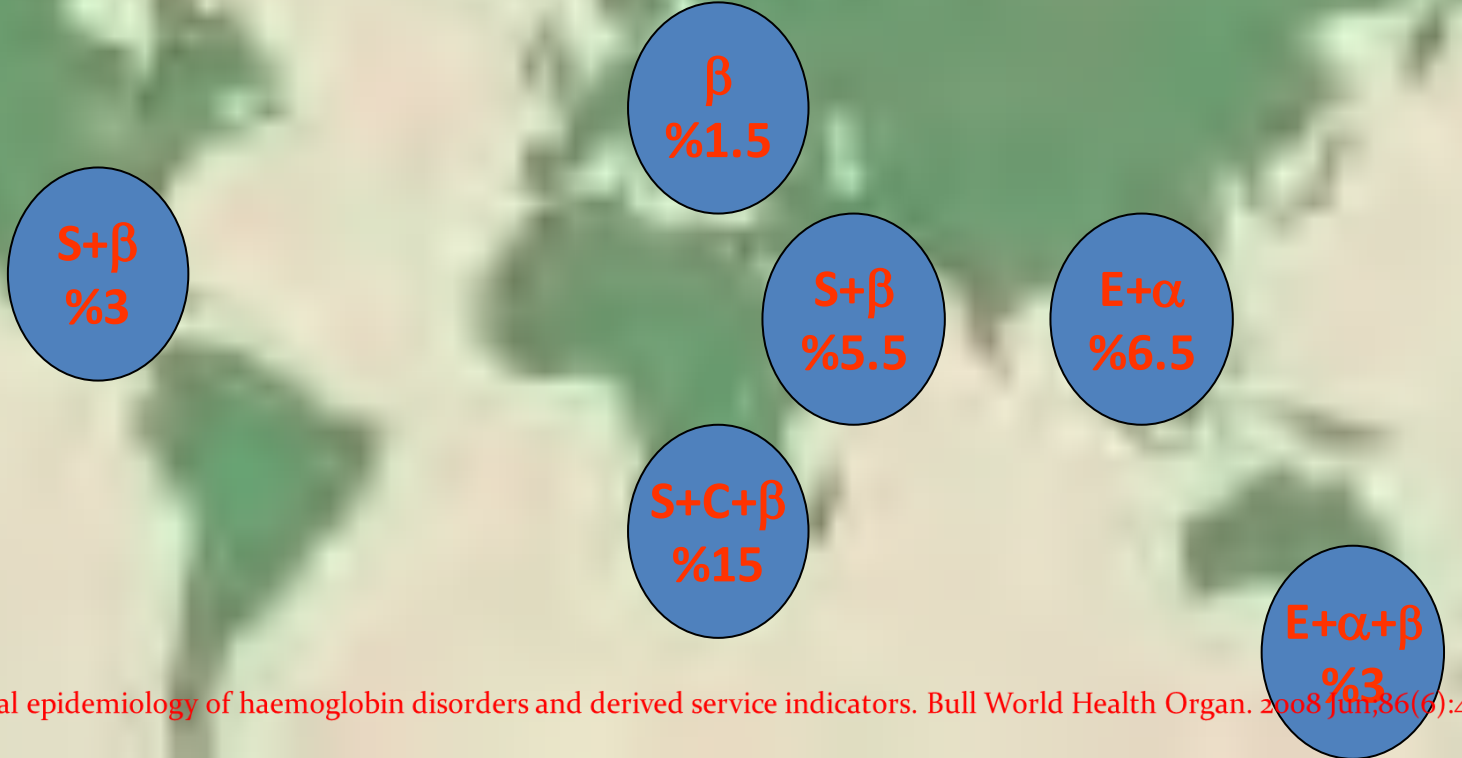 β
%1.5
S+β
%3
S+β
%5.5
E+α
%6.5
S+C+β
%15
E+α+β
%3
al epidemiology of haemoglobin disorders and derived service indicators. Bull World Health Organ. 2008 Jun;86(6):4